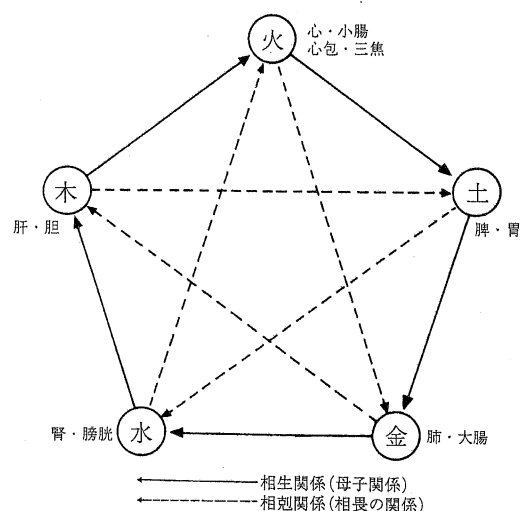 火
心・小腸
心包・三焦
木
肝・胆
土
脾・胃
水
腎・膀胱
金
肺・大腸
相生関係(母子関係)
相剋関係(相畏の関係)